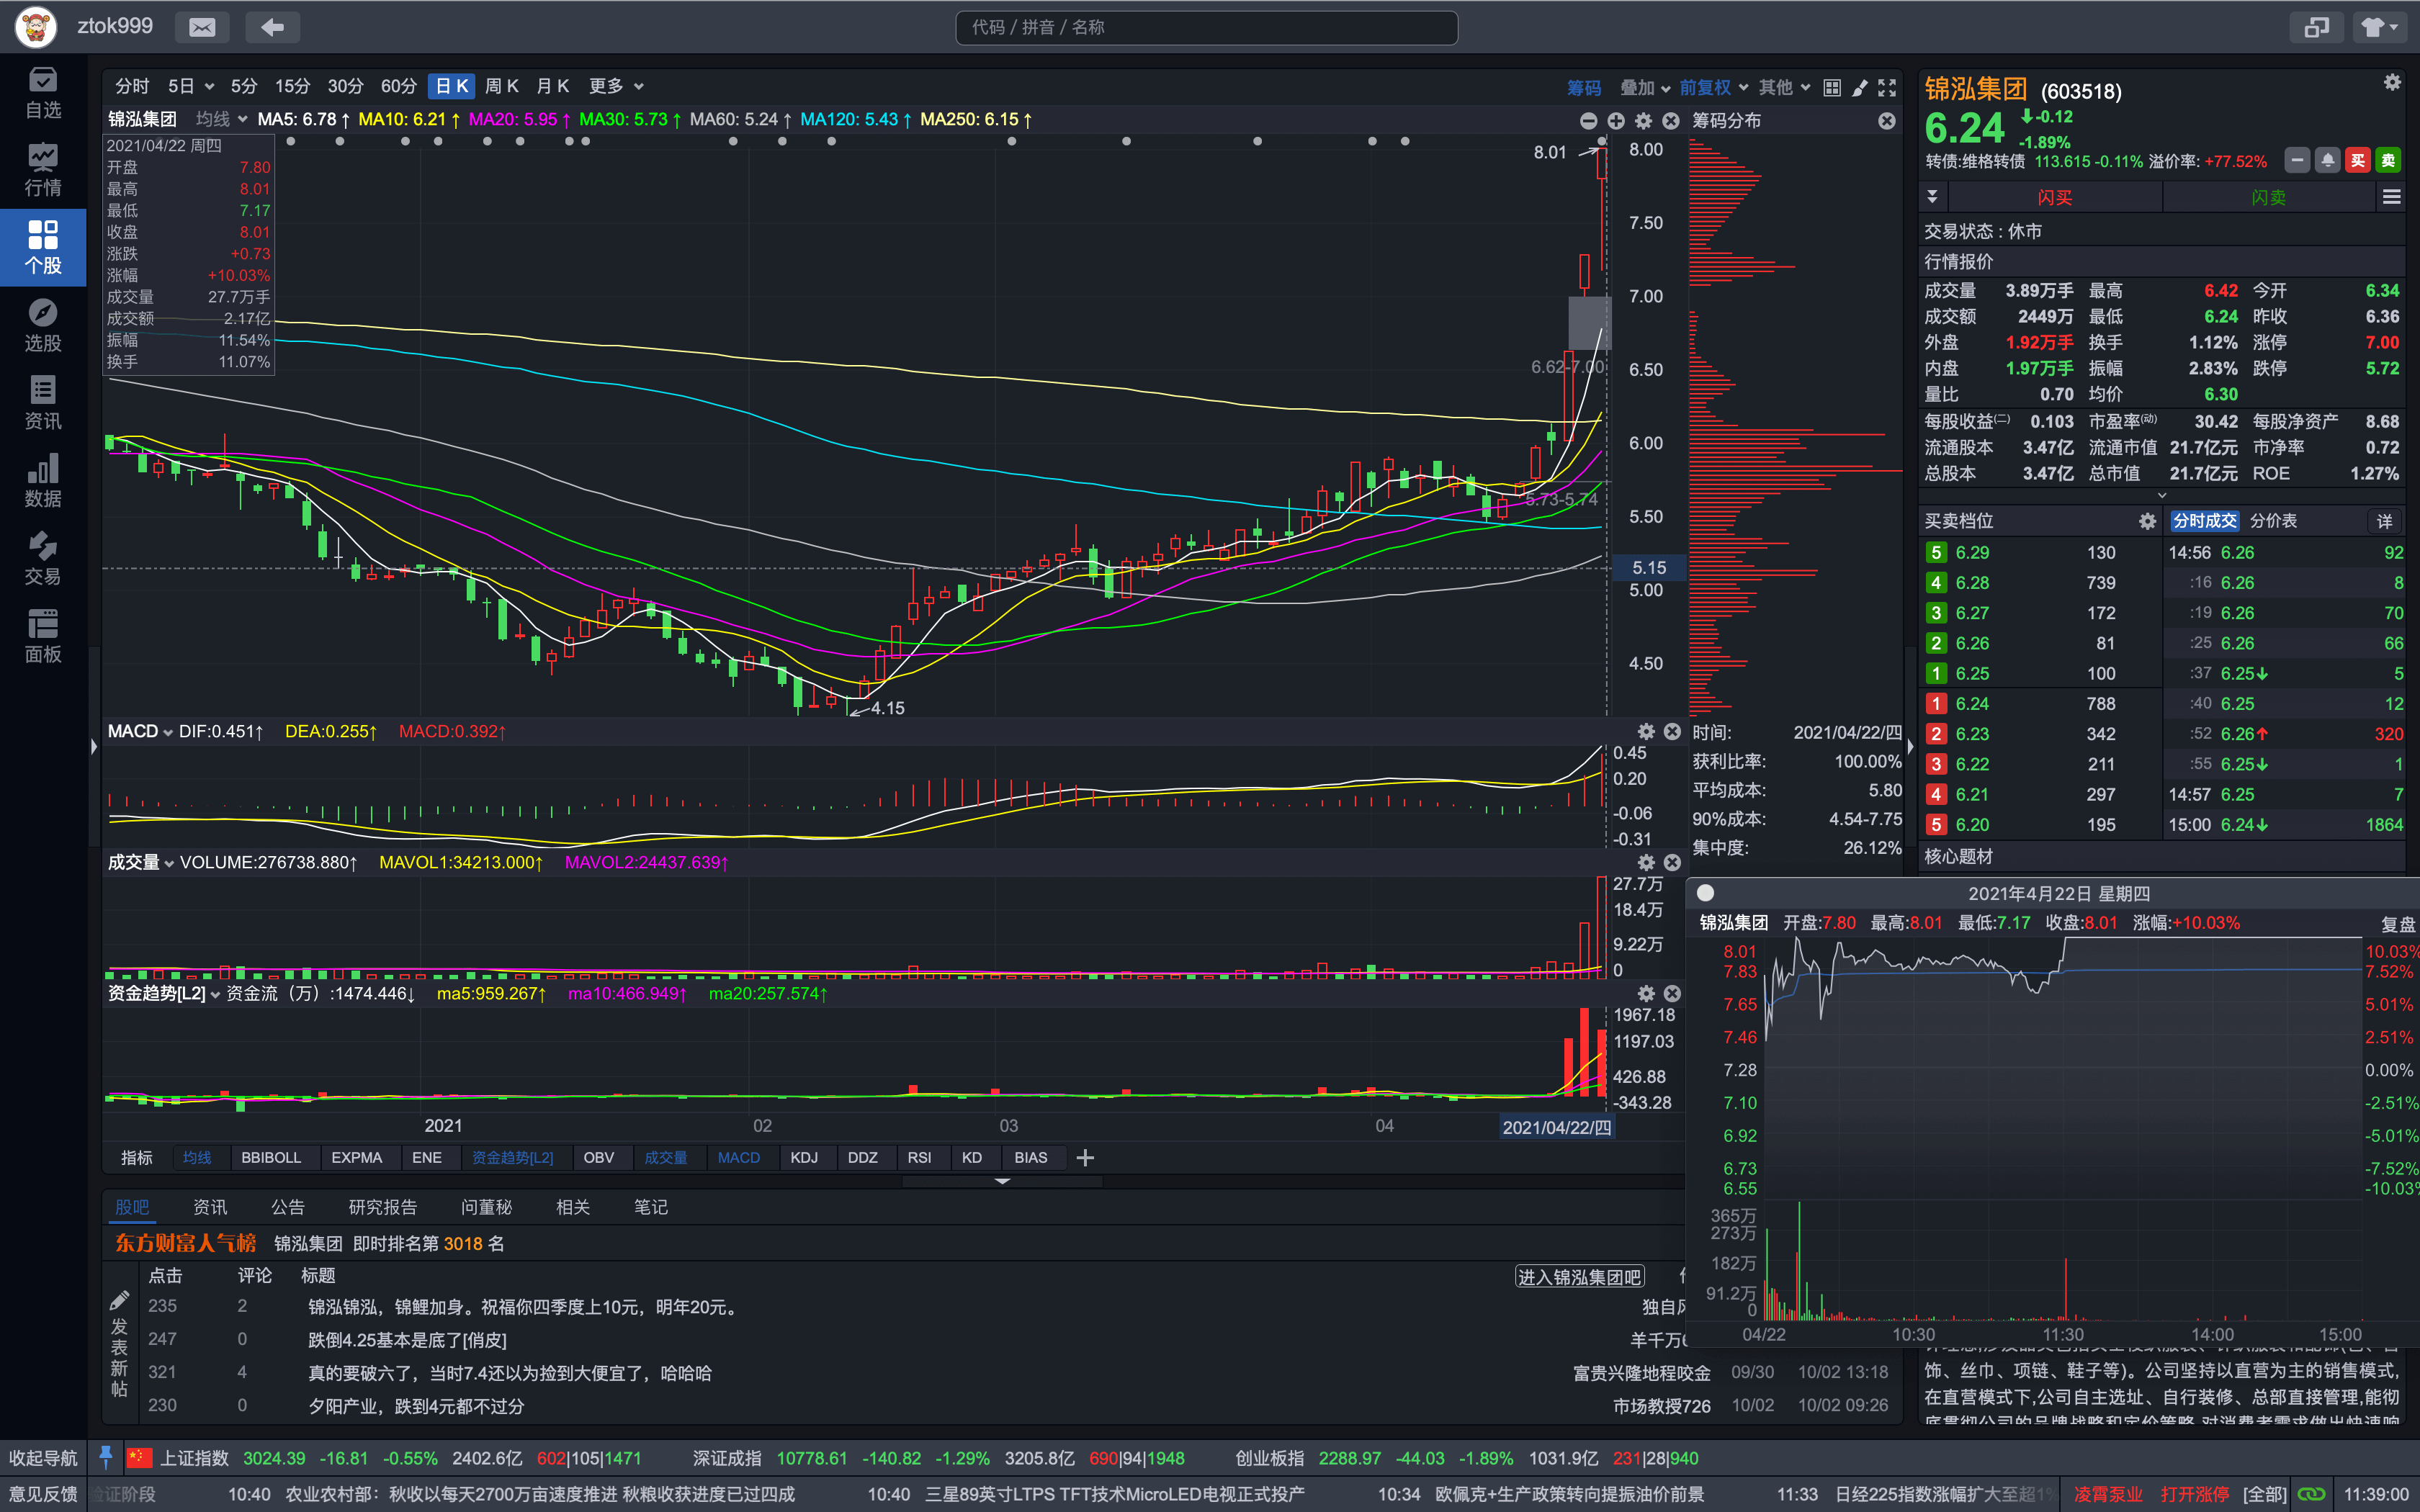 ztok999
代码 / 拼音 / 名称
自选
行情
个股
选股
资讯
数据
交易
面板
分时 5日 5分 15分 30分 60分 日K 周K 月K 更多
筹码 叠加 前复权 其他
锦泓集团 均线 MA5: 6.78↑ MA10: 6.21↑ MA20: 5.95↑ MA30: 5.73↑ MA60: 5.24↑ MA120: 5.43↑ MA250: 6.15↑
2021/04/22 周四
开盘 7.80
最高 8.01
最低 7.17
收盘 8.01
涨跌 +0.73
涨幅 +10.03%
成交量 27.7万手
成交额 2.17亿
振幅 11.54%
换手 11.07%
8.01
6.62-7.00
5.73-5.74
4.15
8.00
7.50
7.00
6.50
6.00
5.50
5.15
5.00
4.50
筹码分布
时间: 2021/04/22/四
获利比率: 100.00%
平均成本: 5.80
90%成本: 4.54-7.75
集中度: 26.12%
MACD DIF:0.451↑ DEA:0.255↑ MACD:0.392↑
0.45
0.20
-0.06
-0.31
成交量 VOLUME:276738.880↑ MAVOL1:34213.000↑ MAVOL2:24437.639↑
27.7万
18.4万
9.22万
0
资金趋势[L2] 资金流（万）:1474.446↓ ma5:959.267↑ ma10:466.949↑ ma20:257.574↑
1967.18
1197.03
426.88
-343.28
2021 02 03 04 2021/04/22/四
指标 均线 BBIBOLL EXPMA ENE 资金趋势[L2] OBV 成交量 MACD KDJ DDZ RSI KD BIAS
股吧 资讯 公告 研究报告 问董秘 相关 笔记
东方财富人气榜 锦泓集团 即时排名第 3018 名
点击 评论 标题 进入锦泓集团吧
发表新帖
235 2 锦泓锦泓，锦鲤加身。祝福你四季度上10元，明年20元。 独自
247 0 跌倒4.25基本是底了[俏皮] 羊千万
321 4 真的要破六了，当时7.4还以为捡到大便宜了，哈哈哈 富贵兴隆地程咬金 09/30 10/02 13:18
230 0 夕阳产业，跌到4元都不过分 市场教授726 10/02 10/02 09:26
锦泓集团 (603518)
6.24 -0.12
-1.89%
转债:维格转债 113.615 -0.11% 溢价率: +77.52% 买 卖
闪买 闪卖
交易状态 : 休市
行情报价
成交量 3.89万手 最高 6.42 今开 6.34
成交额 2449万 最低 6.24 昨收 6.36
外盘 1.92万手 换手 1.12% 涨停 7.00
内盘 1.97万手 振幅 2.83% 跌停 5.72
量比 0.70 均价 6.30
每股收益(二) 0.103 市盈率(动) 30.42 每股净资产 8.68
流通股本 3.47亿 流通市值 21.7亿元 市净率 0.72
总股本 3.47亿 总市值 21.7亿元 ROE 1.27%
买卖档位 分时成交 分价表 详
5 6.29 130 14:56 6.26 92
4 6.28 739 :16 6.26 8
3 6.27 172 :19 6.26 70
2 6.26 81 :25 6.26 66
1 6.25 100 :37 6.25↓ 5
1 6.24 788 :40 6.25 12
2 6.23 342 :52 6.26↑ 320
3 6.22 211 :55 6.25↓ 1
4 6.21 297 14:57 6.25 7
5 6.20 195 15:00 6.24↓ 1864
核心题材
2021年4月22日 星期四
锦泓集团 开盘:7.80 最高:8.01 最低:7.17 收盘:8.01 涨幅:+10.03% 复盘
8.01 10.03%
7.83 7.52%
7.65 5.01%
7.46 2.51%
7.28 0.00%
7.10 -2.51%
6.92 -5.01%
6.73 -7.52%
6.55 -10.03%
365万
273万
182万
91.2万
0
04/22 10:30 11:30 14:00 15:00
饰、丝巾、项链、鞋子等)。公司坚持以直营为主的销售模式,
在直营模式下,公司自主选址、自行装修、总部直接管理,能彻
底贯彻公司的品牌战略和定价策略,对消费者需求做出快速响
收起导航 上证指数 3024.39 -16.81 -0.55% 2402.6亿 602|105|1471 深证成指 10778.61 -140.82 -1.29% 3205.8亿 690|94|1948 创业板指 2288.97 -44.03 -1.89% 1031.9亿 231|28|940
意见反馈 验证阶段 10:40 农业农村部：秋收以每天2700万亩速度推进 秋粮收获进度已过四成 10:40 三星89英寸LTPS TFT技术MicroLED电视正式投产 10:34 欧佩克+生产政策转向提振油价前景 11:33 日经225指数涨幅扩大至超1% 凌霄泵业 打开涨停 [全部] 11:39:00